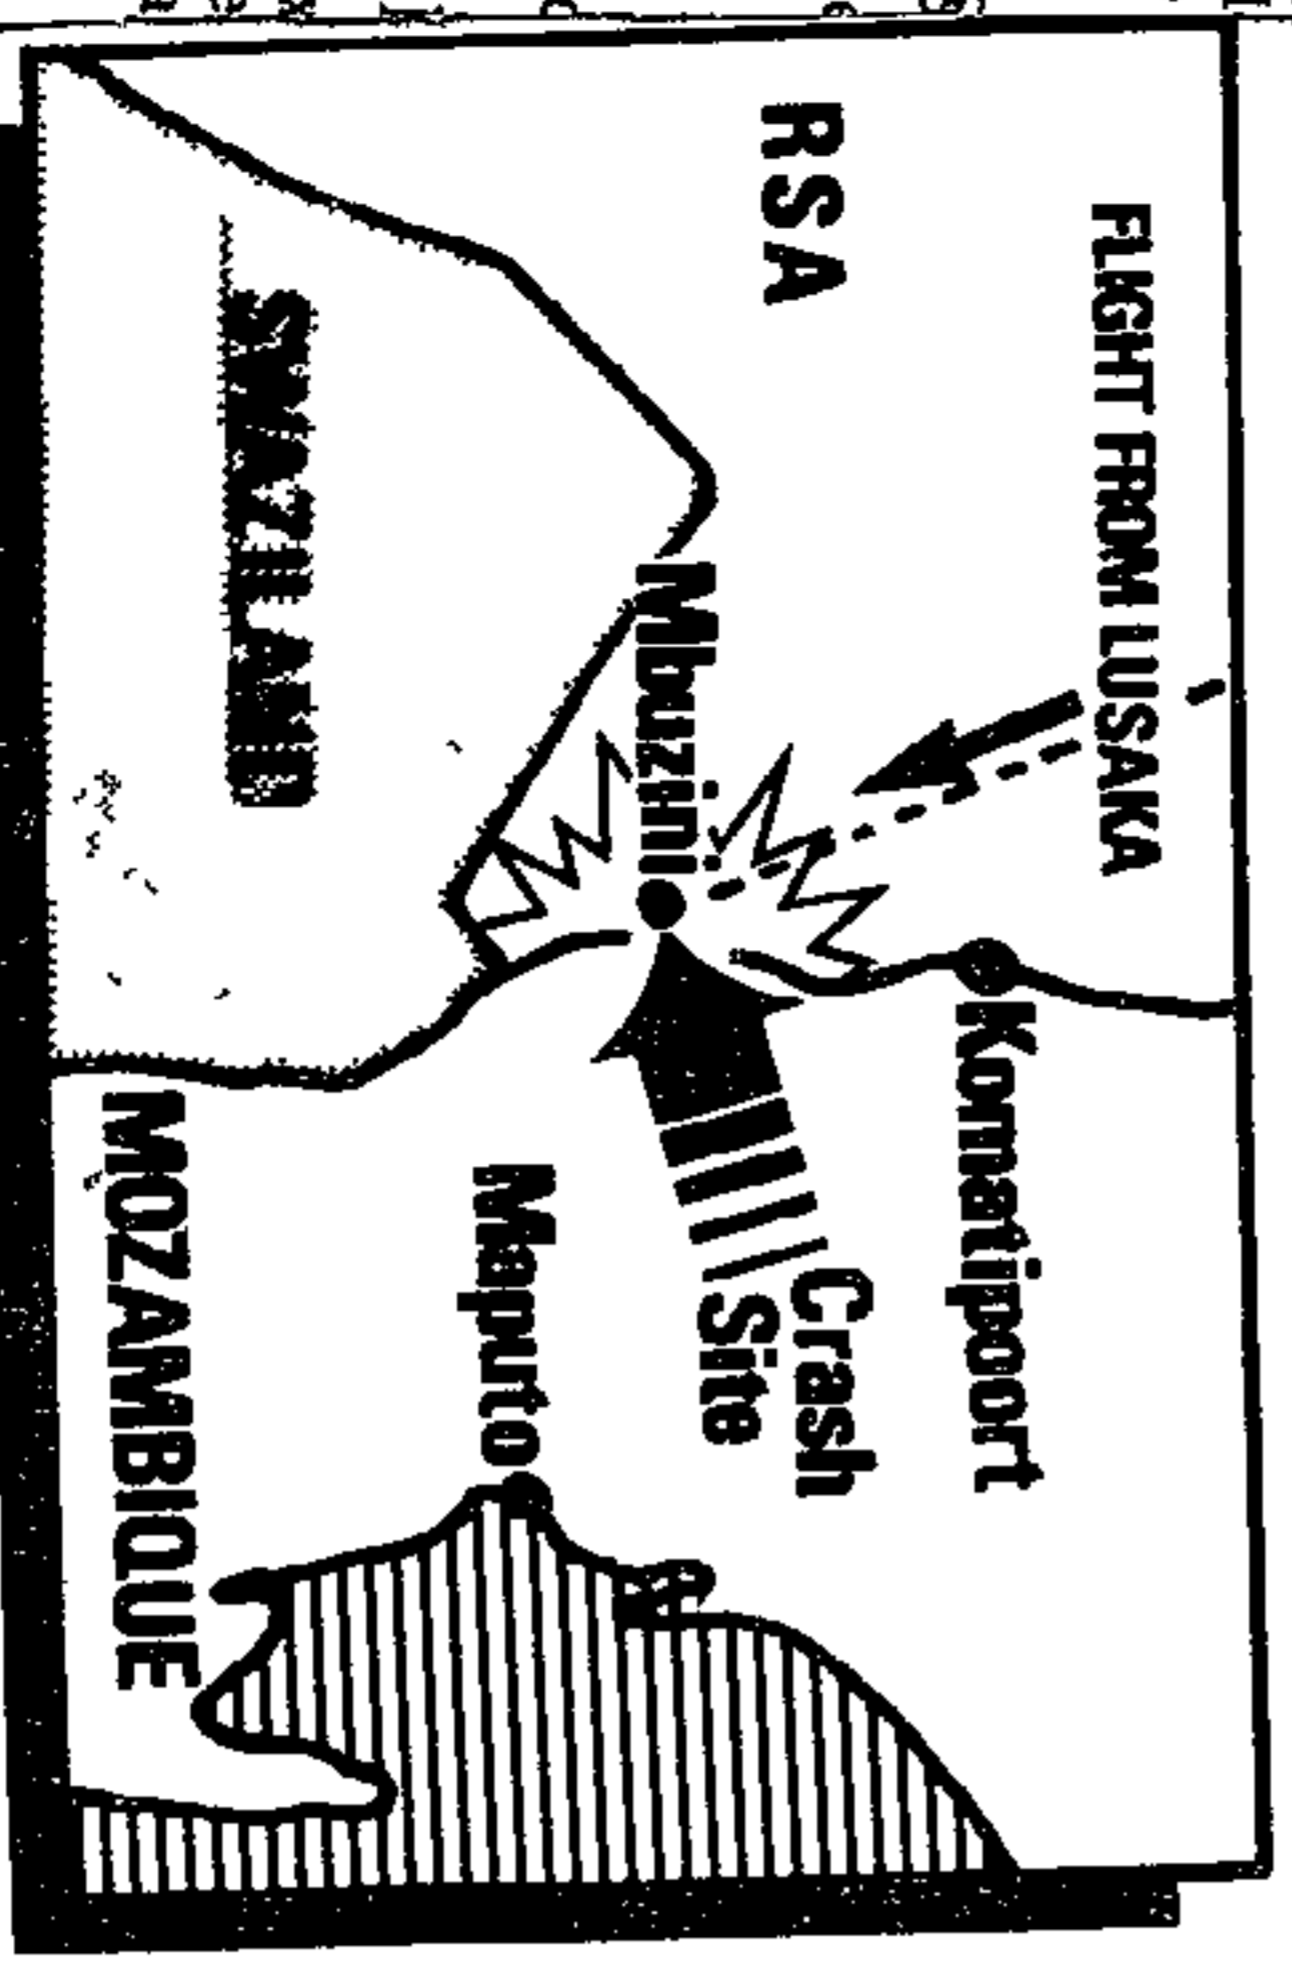 FLIGHT FROM LUSAKA
RSA
Komatipoort
Mbuzini
Crash
Site
Maputo
SWAZILAND
MOZAMBIQUE